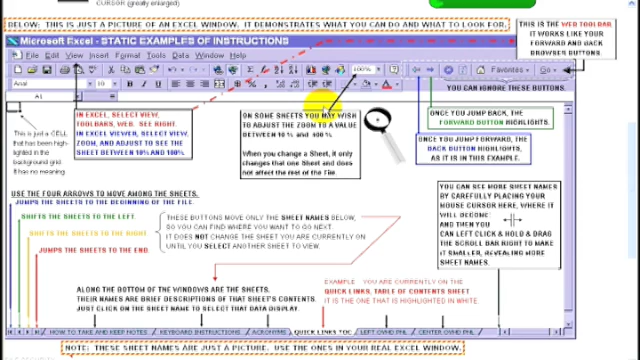 CURSOR (greatly enlarged)
BELOW: THIS IS JUST A PICTURE OF AN EXCEL WINDOW. IT DEMONSTRATES WHAT YOU CAN DO AND WHAT TO LOOK FOR.
THIS IS THE WEB TOOLBAR
IT WORKS LIKE YOUR
FORWARD AND BACK
BROWSER BUTTONS.
Microsoft Excel - STATIC EXAMPLES OF INSTRUCTIONS
File Edit View Insert Format Tools Data Window Help
100%
Favorites
Go
Arial
YOU CAN IGNORE THESE BUTTONS.
A1
This is just a CELL
that has been high-
lighted in the
background grid.
It has no meaning
IN EXCEL, SELECT VIEW,
TOOLBARS, WEB. SEE RIGHT.
IN EXCEL VIEWER, SELECT VIEW,
ZOOM, AND ADJUST TO SEE THE
SHEET BETWEEN 10% AND 100%
ON SOME SHEETS YOU MAY WISH
TO ADJUST THE ZOOM TO A VALUE
BETWEEN 10 % AND 100 %.
When you change a Sheet, it only
changes that one Sheet and does
not affect the rest of the File.
ONCE YOU JUMP BACK, THE
FORWARD BUTTON HIGHLIGHTS.
ONCE YOU JUMP FORWARD, THE
BACK BUTTON HIGHLIGHTS,
AS IT IS IN THIS EXAMPLE.
USE THE FOUR ARROWS TO MOVE AMONG THE SHEETS.
JUMPS THE SHEETS TO THE BEGINNING OF THE FILE.
SHIFTS THE SHEETS TO THE LEFT.
SHIFTS THE SHEETS TO THE RIGHT.
JUMPS THE SHEETS TO THE END.
THESE BUTTONS MOVE ONLY THE SHEET NAMES BELOW,
SO YOU CAN FIND WHERE YOU WANT TO GO NEXT.
IT DOES NOT CHANGE THE SHEET YOU ARE CURRENTLY ON
UNTIL YOU SELECT ANOTHER SHEET TO VIEW.
YOU CAN SEE MORE SHEET NAMES
BY CAREFULLY PLACING YOUR
MOUSE CURSOR HERE, WHERE IT
WILL BECOME
AND THEN YOU
CAN LEFT CLICK & HOLD & DRAG
THE SCROLL BAR RIGHT TO MAKE
IT SMALLER, REVEALING MORE
SHEET NAMES.
ALONG THE BOTTOM OF THE WINDOWS ARE THE SHEETS.
THEIR NAMES ARE BRIEF DESCRIPTIONS OF THAT SHEET'S CONTENTS.
JUST CLICK ON THE SHEET NAME TO SELECT THAT DATA DISPLAY.
EXAMPLE YOU ARE CURRENTLY ON THE
QUICK LINKS, TABLE OF CONTENTS SHEET
IT IS THE ONE THAT IS HIGHLIGHTED IN WHITE.
HOW TO TAKE AND KEEP NOTES / KEYBOARD INSTRUCTIONS / ACRONYMS / QUICK LINKS TOC / LEFT OVHD PNL / CENTER OVHD PNL
NOTE: THESE SHEET NAMES ARE JUST A PICTURE. USE THE ONES IN YOUR REAL EXCEL WINDOW.